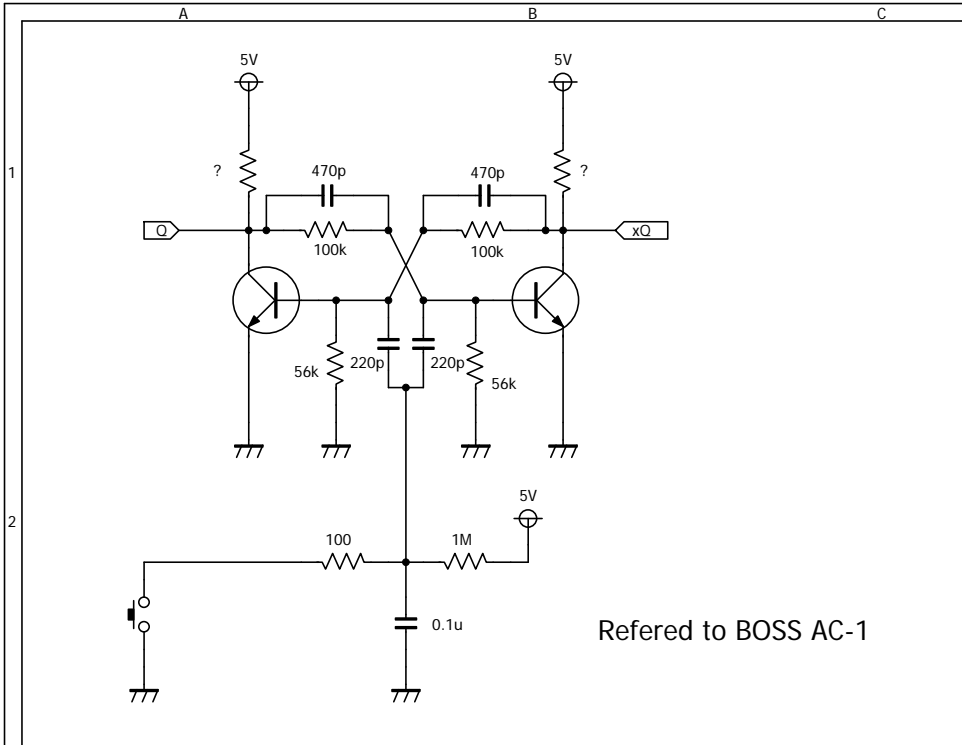 A B C
5V 5V
1
? 470p 470p ?
Q 100k 100k xQ
56k 220p 220p 56k
2
5V
100 1M
0.1u
Refered to BOSS AC-1